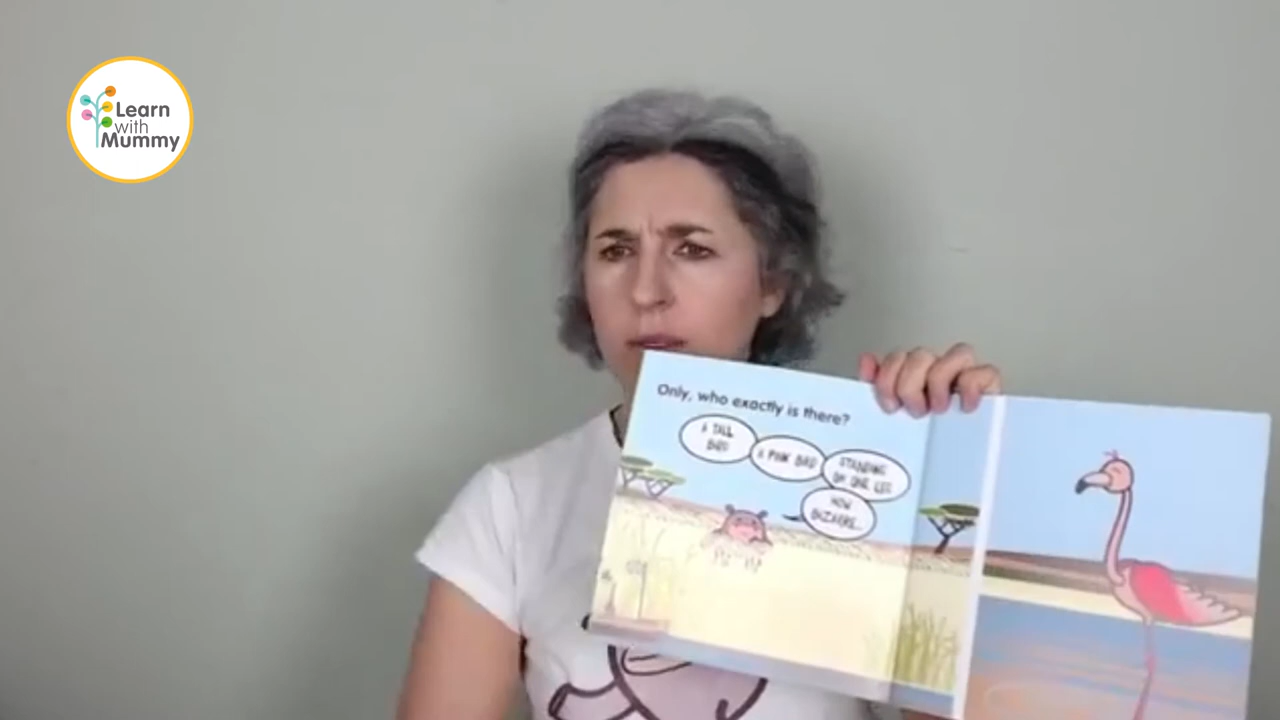 Learn
with
Mummy
Only, who exactly is there?
A TALL
BIRD
A PINK BIRD
STANDING
ON ONE LEG
HOW
BIZARRE...